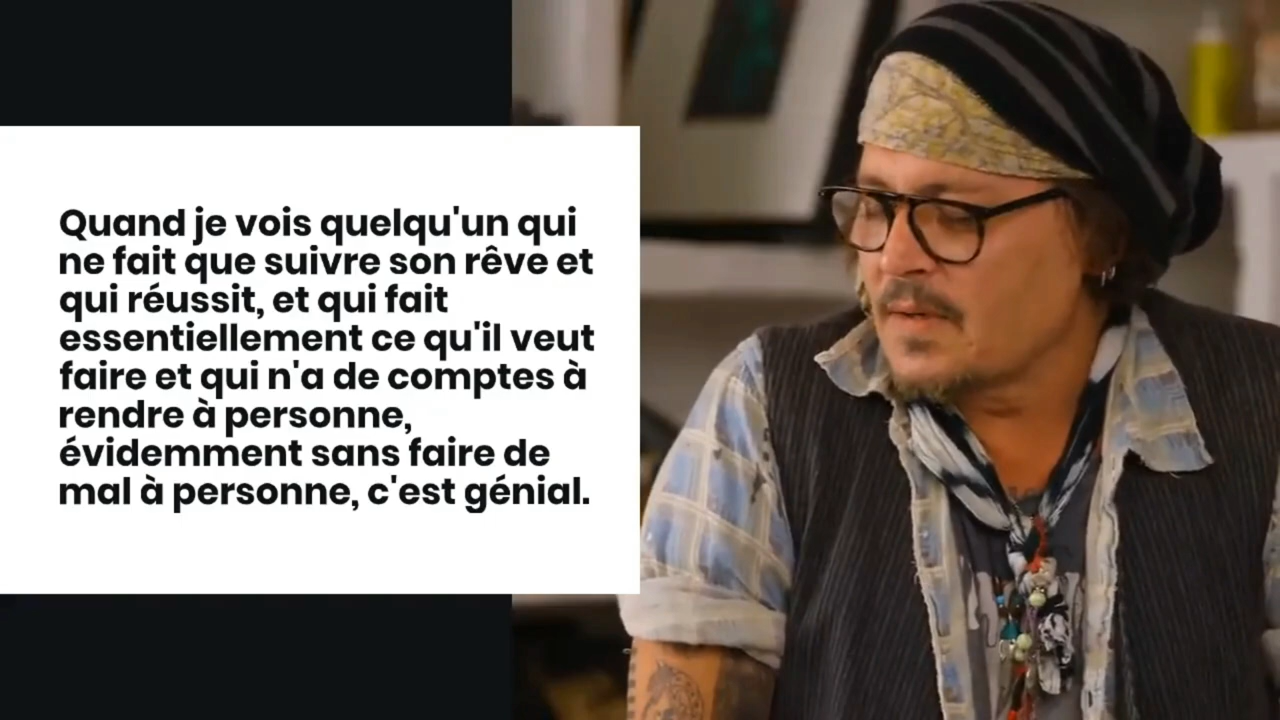 Quand je vois quelqu'un qui
ne fait que suivre son rêve et
qui réussit, et qui fait
essentiellement ce qu'il veut
faire et qui n'a de comptes à
rendre à personne,
évidemment sans faire de
mal à personne, c'est génial.